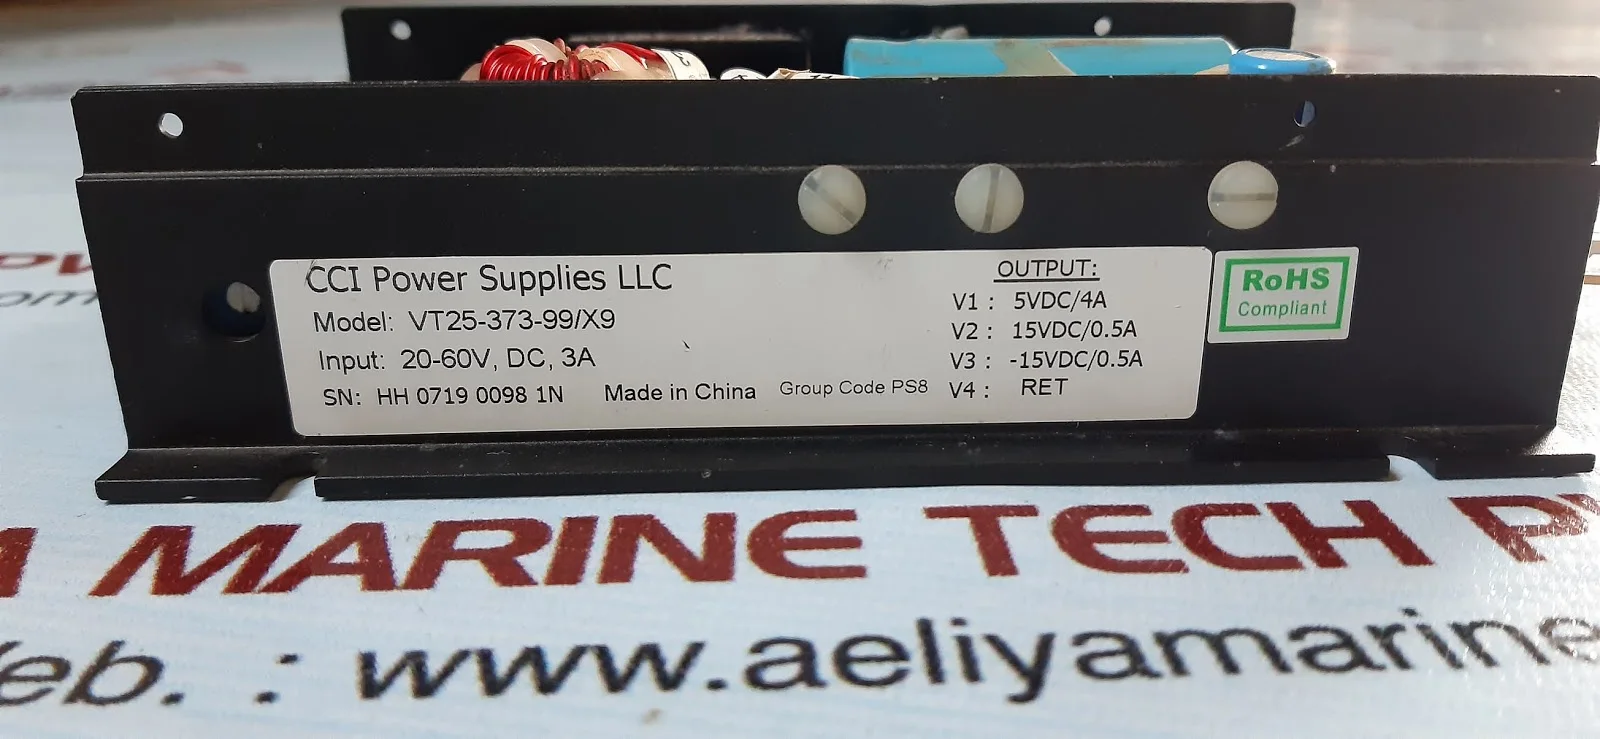 CCI Power Supplies LLC
Model: VT25-373-99/X9
Input: 20-60V, DC, 3A
SN: HH 0719 0098 1N Made in China Group Code PS8
OUTPUT:
V1 : 5VDC/4A
V2 : 15VDC/0.5A
V3 : -15VDC/0.5A
V4 : RET
RoHS
Compliant
MARINE TECH
www.aeliyamarine